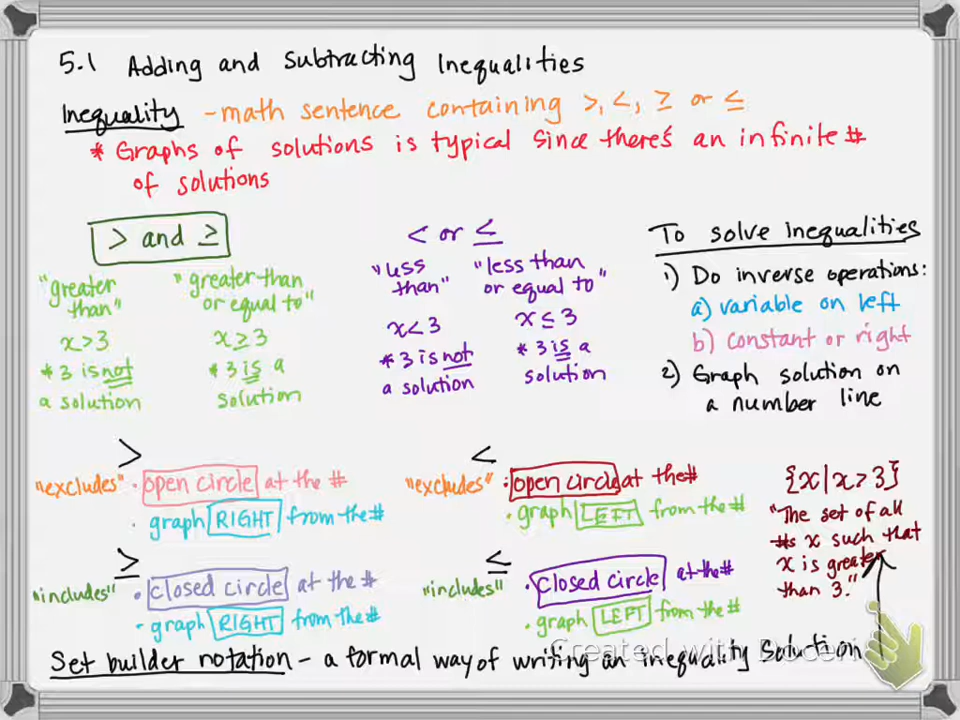 5.1 Adding and Subtracting Inequalities
Inequality - math sentence containing >, <, ≥ or ≤
* Graphs of solutions is typical since there's an infinite #
of solutions
> and ≥
"greater than"
x > 3
* 3 is not
a solution
"greater than
or equal to"
x ≥ 3
* 3 is a
solution
< or ≤
"less
than"
x < 3
* 3 is not
a solution
"less than
or equal to"
x ≤ 3
* 3 is a
solution
To solve inequalities
1) Do inverse operations:
a) variable on left
b) constant or right
2) Graph solution on
a number line
>
"excludes" • open circle at the #
• graph RIGHT from the #
≥
"includes" • closed circle at the #
• graph RIGHT from the #
<
"excludes" • open circle at the #
• graph LEFT from the #
≤
"includes" • closed circle at the #
• graph LEFT from the #
{x|x > 3}
"The set of all
#s x such that
x is greater
than 3."
Set builder notation - a formal way of writing an inequality solution
Created with Doceri